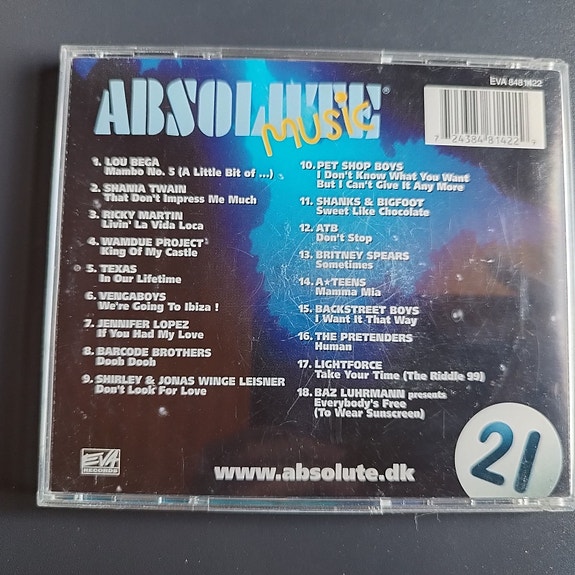 EVA 8481422
ABSOLUTE®
music
7 24384 81422 7
1. LOU BEGA
Mambo No. 5 (A Little Bit of ...)
2. SHANIA TWAIN
That Don't Impress Me Much
3. RICKY MARTIN
Livin' La Vida Loca
4. WAMDUE PROJECT
King Of My Castle
5. TEXAS
In Our Lifetime
6. VENGABOYS
We're Going To Ibiza !
7. JENNIFER LOPEZ
If You Had My Love
8. BARCODE BROTHERS
Dooh Dooh
9. SHIRLEY & JONAS WINGE LEISNER
Don't Look For Love
10. PET SHOP BOYS
I Don't Know What You Want
But I Can't Give It Any More
11. SHANKS & BIGFOOT
Sweet Like Chocolate
12. ATB
Don't Stop
13. BRITNEY SPEARS
Sometimes
14. A★TEENS
Mamma Mia
15. BACKSTREET BOYS
I Want It That Way
16. THE PRETENDERS
Human
17. LIGHTFORCE
Take Your Time (The Riddle 99)
18. BAZ LUHRMANN presents
Everybody's Free
(To Wear Sunscreen)
EVA
RECORDS
www.absolute.dk
21